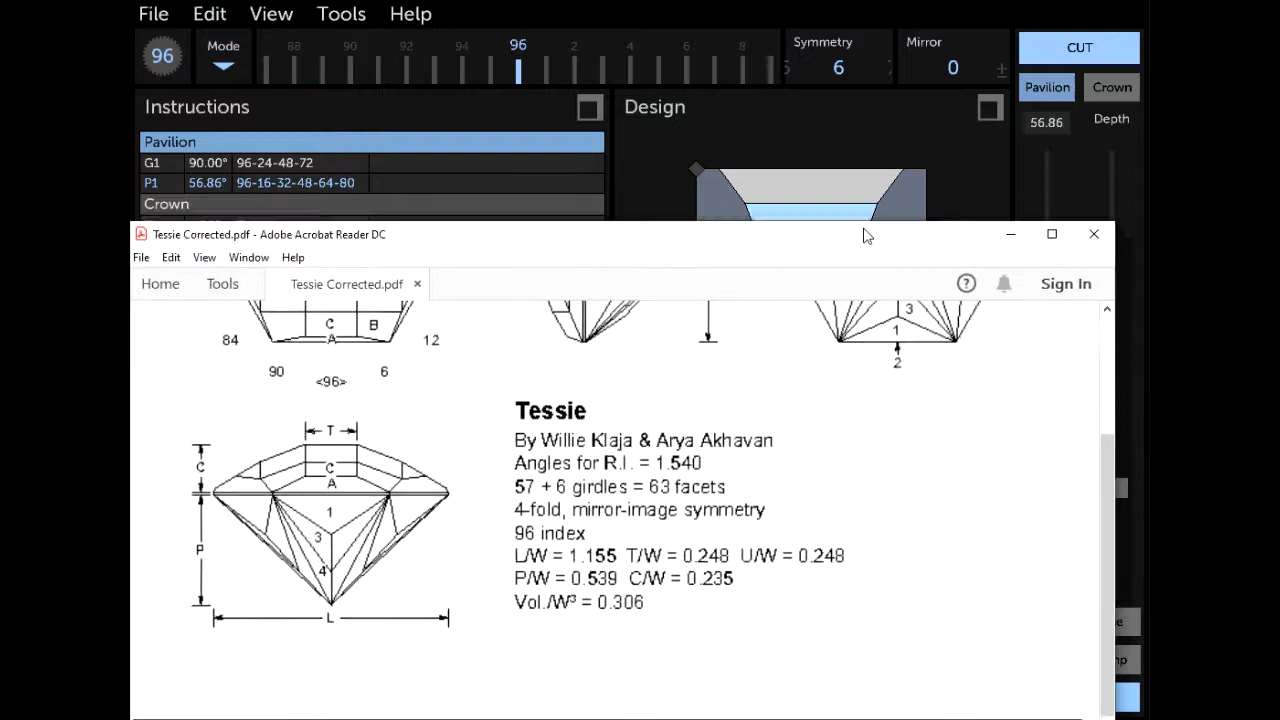 File Edit View Tools Help
96 Mode 88 90 92 94 96 2 4 6 8 Symmetry 6 Mirror 0 ± CUT
Pavilion Crown
56.86 Depth
Instructions Design
Pavilion
G1 90.00° 96-24-48-72
P1 56.86° 96-16-32-48-64-80
Crown
Tessie Corrected.pdf - Adobe Acrobat Reader DC
File Edit View Window Help
Home Tools Tessie Corrected.pdf × ? Sign In
C B 3
84 A 12 1
90 6 2
<96>
T
C C
A
1
3
P
4
L
Tessie
By Willie Klaja & Arya Akhavan
Angles for R.I. = 1.540
57 + 6 girdles = 63 facets
4-fold, mirror-image symmetry
96 index
L/W = 1.155 T/W = 0.248 U/W = 0.248
P/W = 0.539 C/W = 0.235
Vol./W³ = 0.306